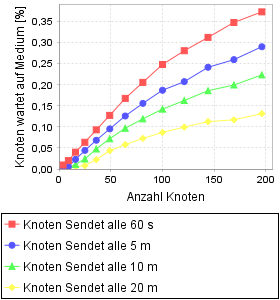 Knoten wartet auf Medium [%]
0,35
0,30
0,25
0,20
0,15
0,10
0,05
0,00
0 50 100 150 200
Anzahl Knoten
Knoten Sendet alle 60 s
Knoten Sendet alle 5 m
Knoten Sendet alle 10 m
Knoten Sendet alle 20 m